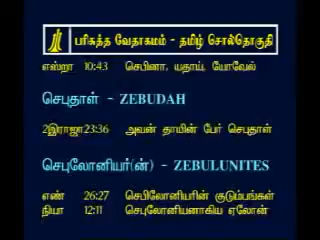 பரிசுத்த வேதாகமம் - தமிழ் சொல்தொகுதி
எஸ்றா 10:43 செபினா, யதாய், யோவேல்
செபுதாள் - ZEBUDAH
2இராஜா23:36 அவன் தாயின் பேர் செபுதாள்
செபுலோனியர்(ன்) - ZEBULUNITES
எண் 26:27 செபிலோனியரின் குடும்பங்கள்
நியா 12:11 செபுலோனியனாகிய ஏலோன்